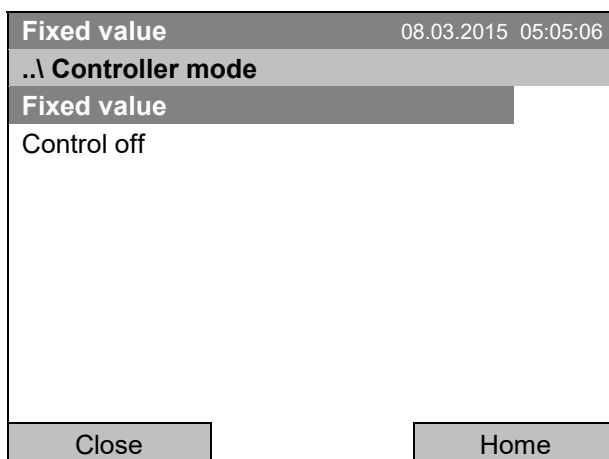 Fixed value 08.03.2015 05:05:06
..\ Controller mode
Fixed value
Control off
Close Home